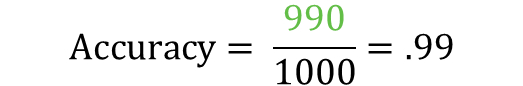 Accuracy = 990/1000 = .99